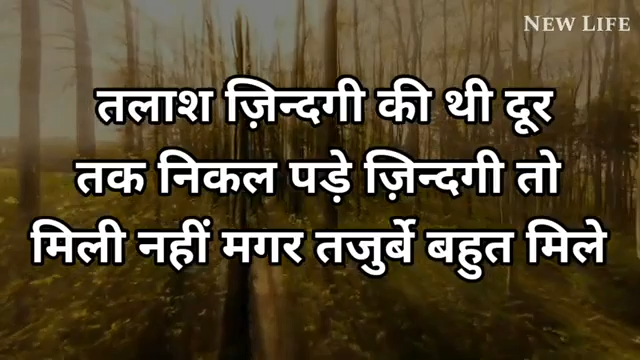 NEW LIFE
तलाश ज़िन्दगी की थी दूर
तक निकल पड़े ज़िन्दगी तो
मिली नहीं मगर तजुर्बे बहुत मिले